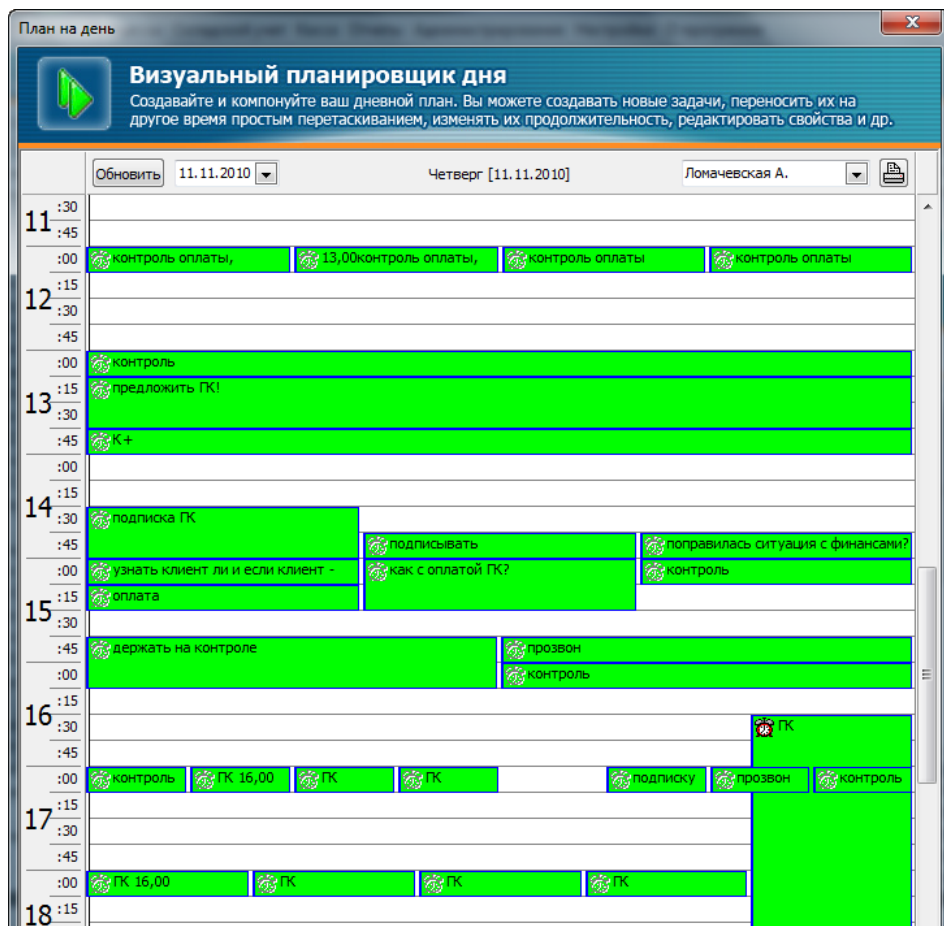 План на день
Визуальный планировщик дня
Создавайте и компонуйте ваш дневной план. Вы можете создавать новые задачи, переносить их на
другое время простым перетаскиванием, изменять их продолжительность, редактировать свойства и др.
Обновить 11.11.2010 Четверг [11.11.2010] Ломачевская А.
:30
11 :45
:00 контроль оплаты, 13,00контроль оплаты, контроль оплаты контроль оплаты
:15
12 :30
:45
:00 контроль
:15 предложить ГК!
13 :30
:45 К+
:00
:15
14 :30 подписка ГК
:45 подписывать поправилась ситуация с финансами?
:00 узнать клиент ли и если клиент - как с оплатой ГК? контроль
:15 оплата
15 :30
:45 держать на контроле прозвон
:00 контроль
:15
16 :30 ГК
:45
:00 контроль ГК 16,00 ГК ГК подписку прозвон контроль
:15
17 :30
:45
:00 ГК 16,00 ГК ГК ГК
18 :15